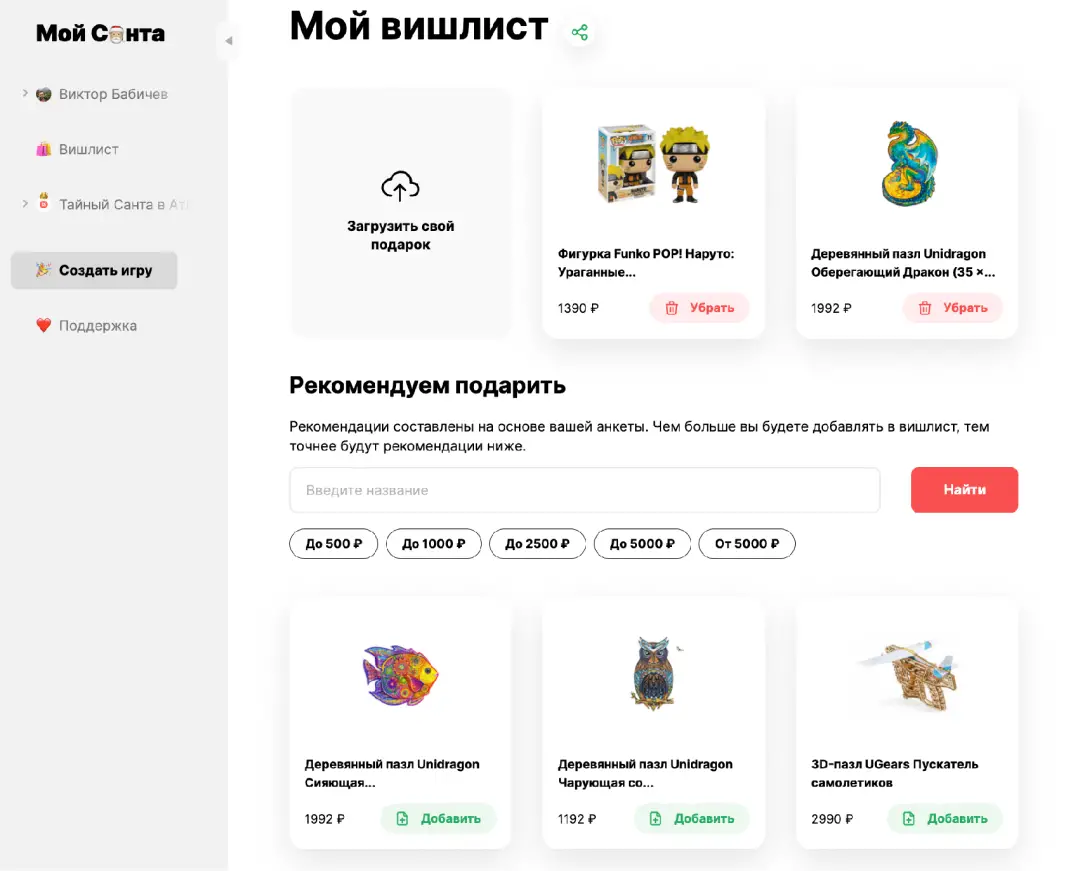 Мой Санта
Виктор Бабичев
Вишлист
Тайный Санта в Ат
Создать игру
Поддержка
Мой вишлист
Загрузить свой
подарок
Фигурка Funko POP! Наруто:
Ураганные...
1390 ₽
Убрать
Деревянный пазл Unidragon
Оберегающий Дракон (35 ×...
1992 ₽
Убрать
Рекомендуем подарить
Рекомендации составлены на основе вашей анкеты. Чем больше вы будете добавлять в вишлист, тем
точнее будут рекомендации ниже.
Введите название
Найти
До 500 ₽
До 1000 ₽
До 2500 ₽
До 5000 ₽
От 5000 ₽
Деревянный пазл Unidragon
Сияющая...
1992 ₽
Добавить
Деревянный пазл Unidragon
Чарующая со...
1192 ₽
Добавить
3D-пазл UGears Пускатель
самолетиков
2990 ₽
Добавить